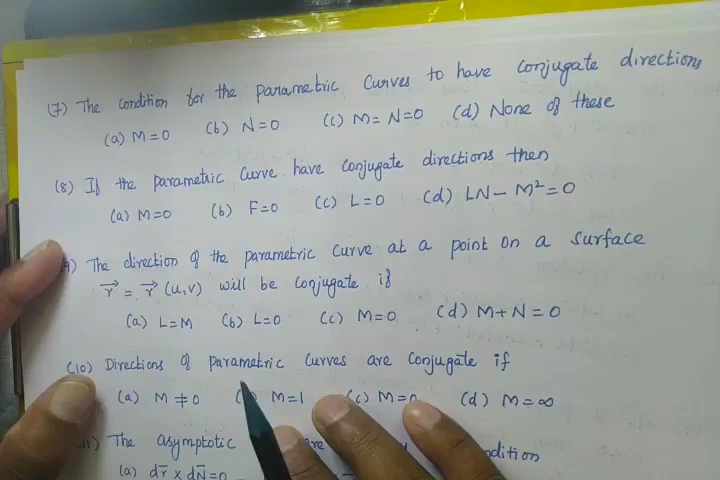 (7) The condition for the parametric curves to have conjugate directions
(a) M=0 (b) N=0 (c) M=N=0 (d) None of these
(8) If the parametric curve have conjugate directions then
(a) M=0 (b) F=0 (c) L=0 (d) LN-M²=0
9) The direction of the parametric curve at a point on a surface
r⃗ = r⃗ (u,v) will be conjugate if
(a) L=M (b) L=0 (c) M=0 (d) M+N=0
(10) Directions of parametric curves are conjugate if
(a) M≠0 M=1 (c) M=0 (d) M=∞
11) The asymptotic
(a) dr̅ × dN̅=0